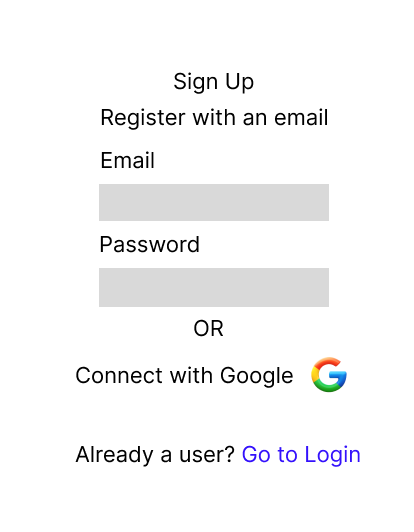 Sign Up
Register with an email
Email
Password
OR
Connect with Google
Already a user? Go to Login